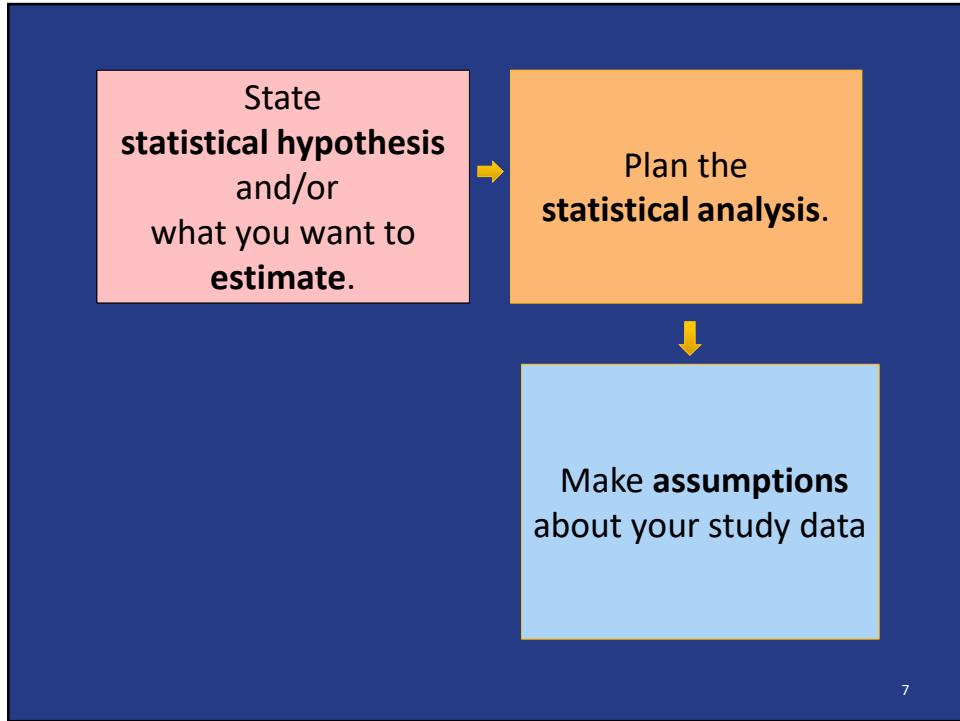 State
statistical hypothesis
and/or
what you want to
estimate.
Plan the
statistical analysis.
Make assumptions
about your study data
7